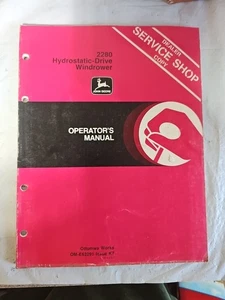 2280
Hydrostatic-Drive
Windrower
DEALER
SERVICE SHOP
COPY
JOHN DEERE
OPERATOR'S
MANUAL
Ottumwa Works